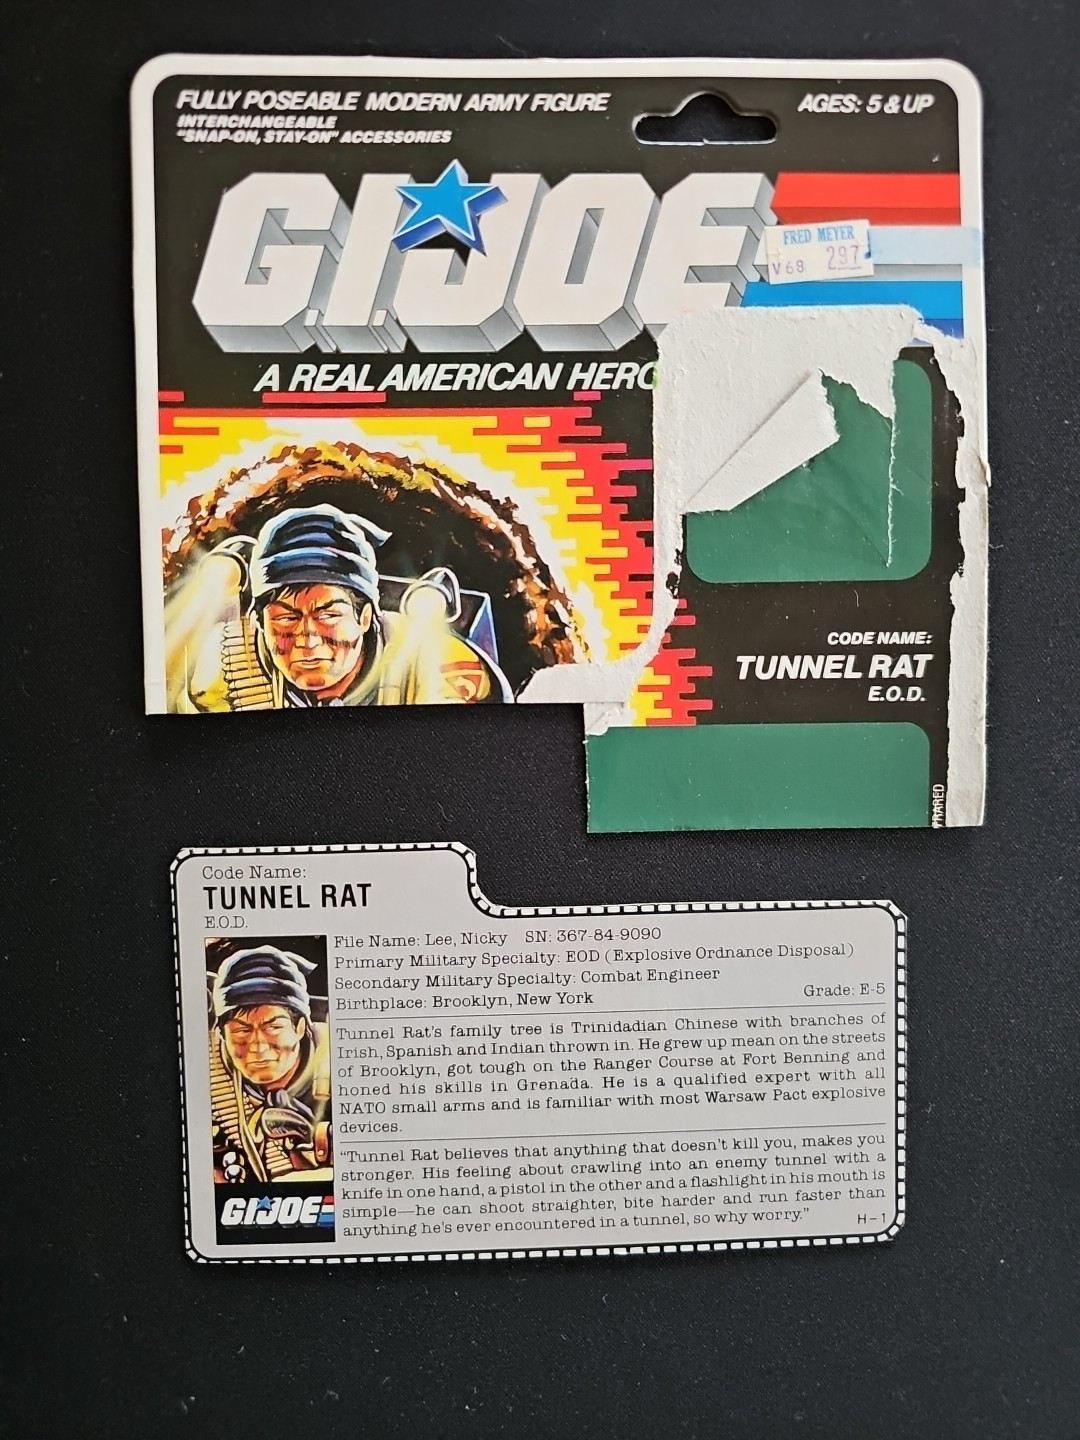 FULLY POSEABLE MODERN ARMY FIGURE
INTERCHANGEABLE
"SNAP-ON, STAY-ON" ACCESSORIES
AGES: 5 & UP
G.I. JOE
FRED MEYER
V68 297
A REAL AMERICAN HERO
CODE NAME:
TUNNEL RAT
E.O.D.
Code Name:
TUNNEL RAT
E.O.D.
File Name: Lee, Nicky SN: 367-84-9090
Primary Military Specialty: EOD (Explosive Ordnance Disposal)
Secondary Military Specialty: Combat Engineer
Birthplace: Brooklyn, New York Grade: E-5
Tunnel Rat's family tree is Trinidadian Chinese with branches of
Irish, Spanish and Indian thrown in. He grew up mean on the streets
of Brooklyn, got tough on the Ranger Course at Fort Benning and
honed his skills in Grenada. He is a qualified expert with all
NATO small arms and is familiar with most Warsaw Pact explosive
devices.
"Tunnel Rat believes that anything that doesn't kill you, makes you
stronger. His feeling about crawling into an enemy tunnel with a
knife in one hand, a pistol in the other and a flashlight in his mouth is
simple—he can shoot straighter, bite harder and run faster than
anything he's ever encountered in a tunnel, so why worry."
H-1
G.I. JOE